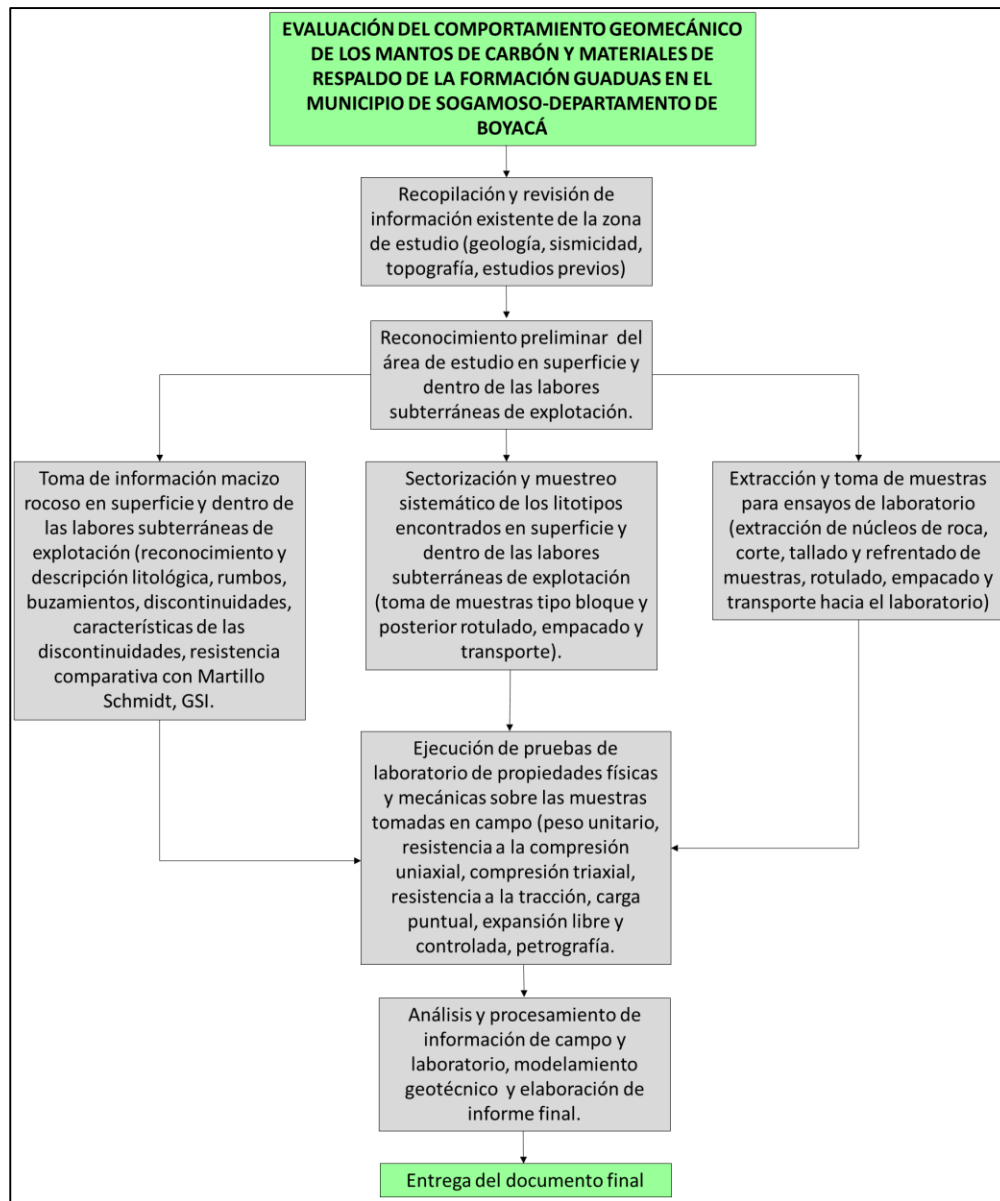 EVALUACIÓN DEL COMPORTAMIENTO GEOMECÁNICO
DE LOS MANTOS DE CARBÓN Y MATERIALES DE
RESPALDO DE LA FORMACIÓN GUADUAS EN EL
MUNICIPIO DE SOGAMOSO-DEPARTAMENTO DE
BOYACÁ
Recopilación y revisión de
información existente de la zona
de estudio (geología, sismicidad,
topografía, estudios previos)
Reconocimiento preliminar del
área de estudio en superficie y
dentro de las labores
subterráneas de explotación.
Toma de información macizo
rocoso en superficie y dentro de
las labores subterráneas de
explotación (reconocimiento y
descripción litológica, rumbos,
buzamientos, discontinuidades,
características de las
discontinuidades, resistencia
comparativa con Martillo
Schmidt, GSI.
Sectorización y muestreo
sistemático de los litotipos
encontrados en superficie y
dentro de las labores
subterráneas de explotación
(toma de muestras tipo bloque y
posterior rotulado, empacado y
transporte).
Extracción y toma de muestras
para ensayos de laboratorio
(extracción de núcleos de roca,
corte, tallado y refrentado de
muestras, rotulado, empacado y
transporte hacia el laboratorio)
Ejecución de pruebas de
laboratorio de propiedades físicas
y mecánicas sobre las muestras
tomadas en campo (peso unitario,
resistencia a la compresión
uniaxial, compresión triaxial,
resistencia a la tracción, carga
puntual, expansión libre y
controlada, petrografía.
Análisis y procesamiento de
información de campo y
laboratorio, modelamiento
geotécnico y elaboración de
informe final.
Entrega del documento final